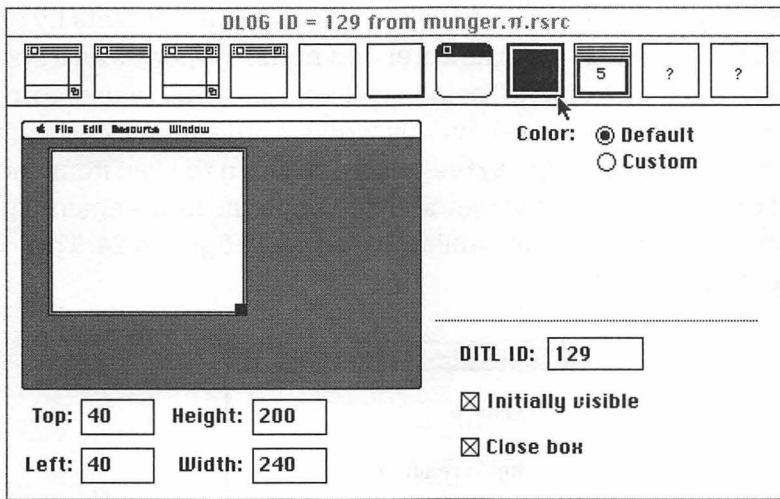 DLOG ID = 129 from munger.π.rsrc
5 ? ?
File Edit Resource Window
Color: Default
Custom
DITL ID: 129
Initially visible
Close box
Top: 40 Height: 200
Left: 40 Width: 240